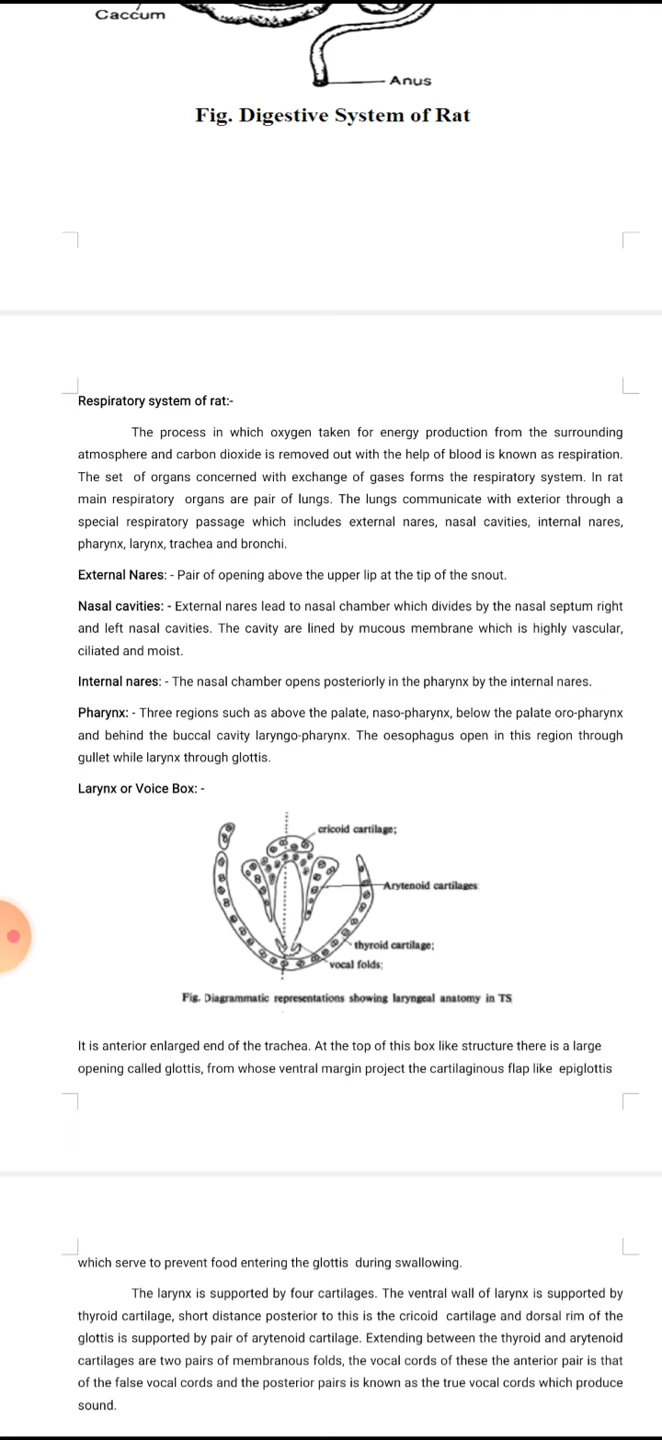 Caccum
Anus
Fig. Digestive System of Rat
Respiratory system of rat:-
The process in which oxygen taken for energy production from the surrounding
atmosphere and carbon dioxide is removed out with the help of blood is known as respiration.
The set of organs concerned with exchange of gases forms the respiratory system. In rat
main respiratory organs are pair of lungs. The lungs communicate with exterior through a
special respiratory passage which includes external nares, nasal cavities, internal nares,
pharynx, larynx, trachea and bronchi.
External Nares: - Pair of opening above the upper lip at the tip of the snout.
Nasal cavities: - External nares lead to nasal chamber which divides by the nasal septum right
and left nasal cavities. The cavity are lined by mucous membrane which is highly vascular,
ciliated and moist.
Internal nares: - The nasal chamber opens posteriorly in the pharynx by the internal nares.
Pharynx: - Three regions such as above the palate, naso-pharynx, below the palate oro-pharynx
and behind the buccal cavity laryngo-pharynx. The oesophagus open in this region through
gullet while larynx through glottis.
Larynx or Voice Box: -
cricoid cartilage;
Arytenoid cartilages:
thyroid cartilage;
vocal folds;
Fig. Diagrammatic representations showing laryngeal anatomy in TS
It is anterior enlarged end of the trachea. At the top of this box like structure there is a large
opening called glottis, from whose ventral margin project the cartilaginous flap like epiglottis
which serve to prevent food entering the glottis during swallowing.
The larynx is supported by four cartilages. The ventral wall of larynx is supported by
thyroid cartilage, short distance posterior to this is the cricoid cartilage and dorsal rim of the
glottis is supported by pair of arytenoid cartilage. Extending between the thyroid and arytenoid
cartilages are two pairs of membranous folds, the vocal cords of these the anterior pair is that
of the false vocal cords and the posterior pairs is known as the true vocal cords which produce
sound.